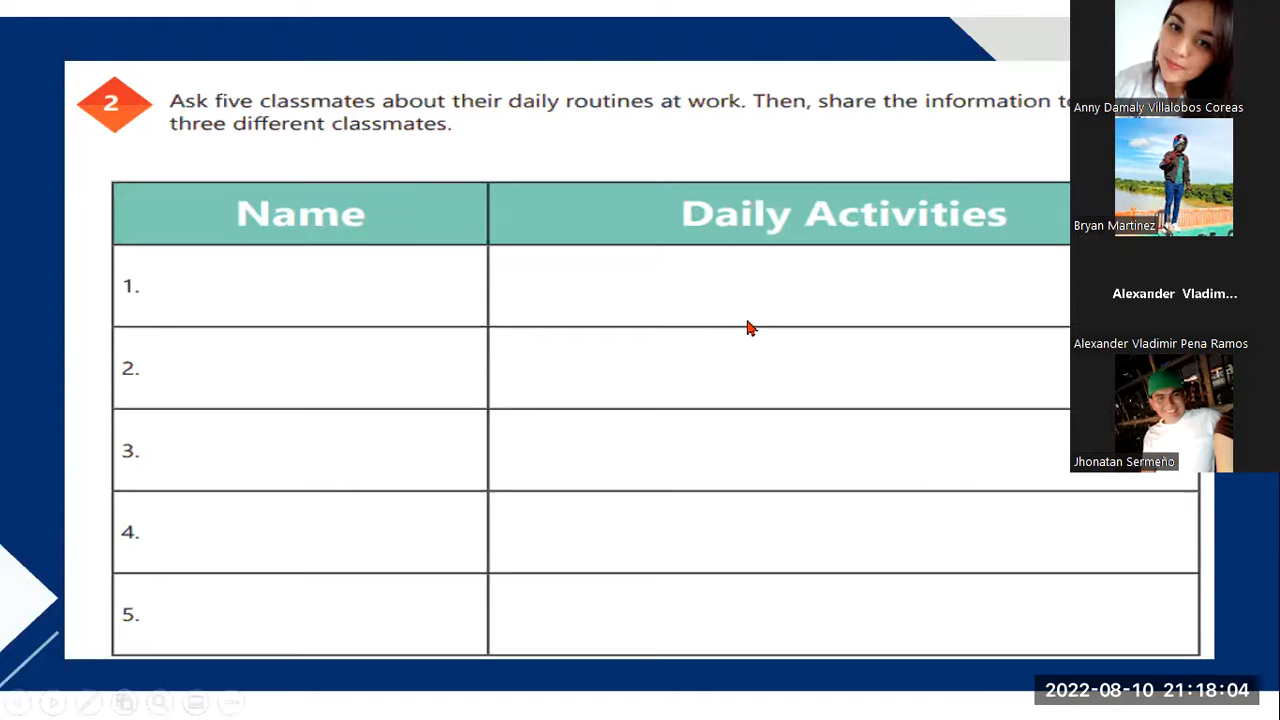 2
Ask five classmates about their daily routines at work. Then, share the information
three different classmates.
Name
Daily Activities
1.
2.
3.
4.
5.
Anny Damaly Villalobos Coreas
Bryan Martinez
Alexander Vladim...
Alexander Vladimir Pena Ramos
Jhonatan Sermeño
2022-08-10 21:18:04